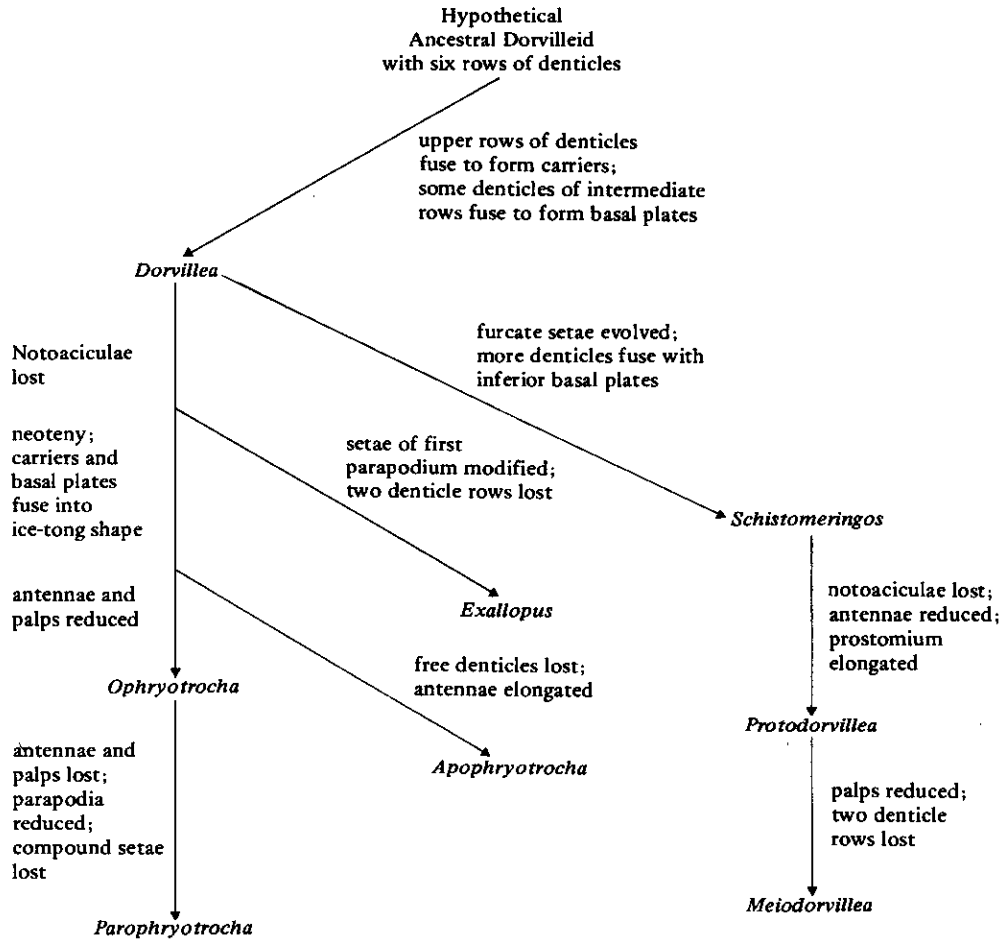 Hypothetical
Ancestral Dorvilleid
with six rows of denticles
upper rows of denticles
fuse to form carriers;
some denticles of intermediate
rows fuse to form basal plates
Dorvillea
Notoaciculae
lost
furcate setae evolved;
more denticles fuse with
inferior basal plates
neoteny;
carriers and
basal plates
fuse into
ice-tong shape
setae of first
parapodium modified;
two denticle rows lost
Schistomeringos
antennae and
palps reduced
Exallopus
notoaciculae lost;
antennae reduced;
prostomium
elongated
free denticles lost;
antennae elongated
Ophryotrocha
Protodorvillea
antennae and
palps lost;
parapodia
reduced;
compound setae
lost
Apophryotrocha
palps reduced;
two denticle
rows lost
Meiodorvillea
Parophryotrocha